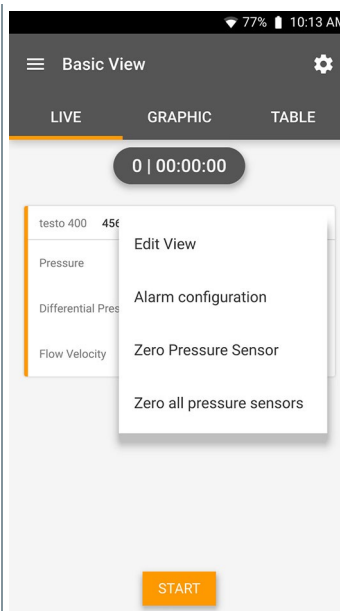 77% 10:13 AM
Basic View
LIVE GRAPHIC TABLE
0 | 00:00:00
testo 400 456
Pressure
Edit View
Differential Pres
Alarm configuration
Flow Velocity
Zero Pressure Sensor
Zero all pressure sensors
START